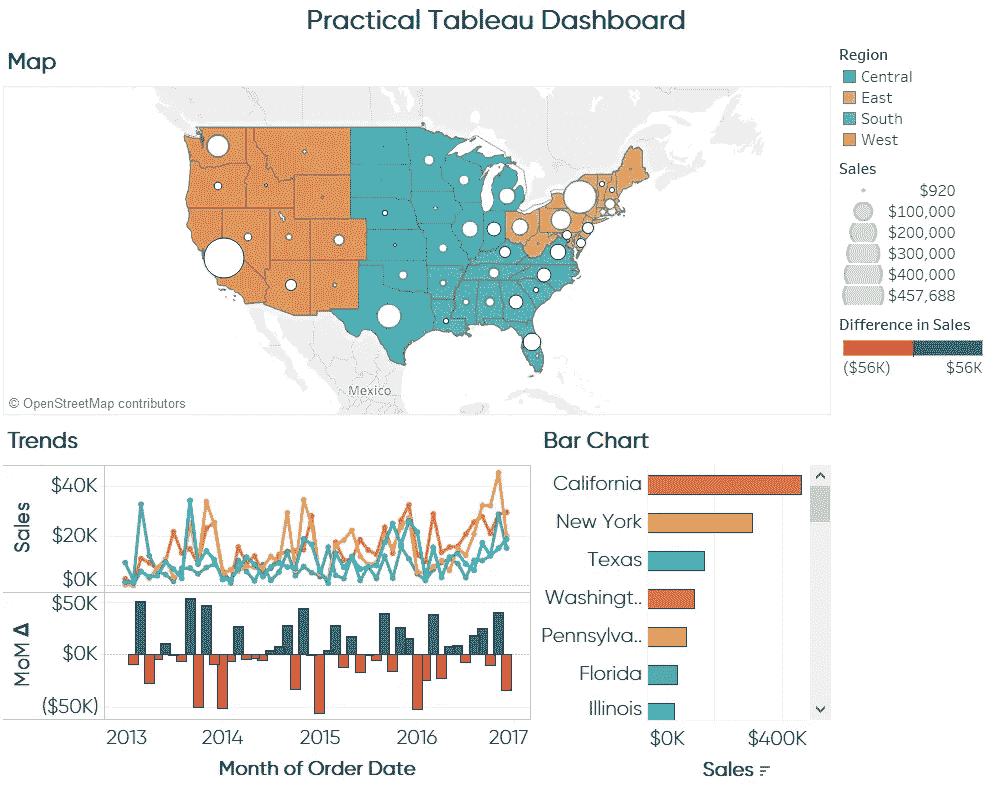 Practical Tableau Dashboard
Map
Mexico
© OpenStreetMap contributors
Region
Central
East
South
West
Sales
$920
$100,000
$200,000
$300,000
$400,000
$457,688
Difference in Sales
($56K) $56K
Trends
Sales
$40K
$20K
$0K
MoM Δ
$50K
$0K
($50K)
2013 2014 2015 2016 2017
Month of Order Date
Bar Chart
California
New York
Texas
Washingt..
Pennsylva..
Florida
Illinois
$0K $400K
Sales